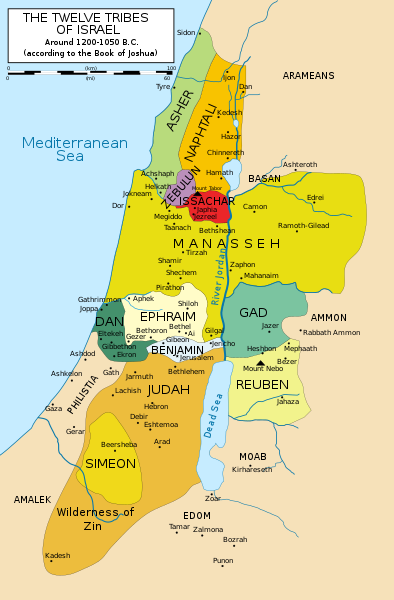 THE TWELVE TRIBES
OF ISRAEL
Around 1200-1050 B.C.
(according to the Book of Joshua)
0 (km) 100
0 (mi) 60
Sidon
ARAMEANS
Ijon
Tyre
Dan
ASHER
NAPHTALI
Kedesh
Mediterranean
Sea
Hazor
Chinnereth
Ashteroth
BASAN
Achshaph
Hamath
Helkath
ZEBULUN
Mount Tabor
Jokneam
ISSACHAR
Edrei
Dor
Japhia
Camon
Megiddo
Jezreel
Taanach
Bethshean
Ramoth-Gilead
MANASSEH
Tirzah
Shamir
River Jordan
Zaphon
Shechem
Mahanaim
Pirathon
Gathrimmon
Aphek
Shiloh
Joppa
EPHRAIM
GAD
AMMON
DAN
Bethel
Jazer
Eltekeh
Bethoron
Ai
Gilgal
Rabbath Ammon
Gezer
Gibeon
Jericho
Gibbethon
BENJAMIN
Heshbon
Mephaath
Ashdod
Ekron
Jerusalem
Bezer
Gath
Bethlehem
Mount Nebo
Ashkelon
Jarmuth
REUBEN
PHILISTIA
Lachish
JUDAH
Jahaza
Gaza
Hebron
Dead Sea
Debir
Eshtemoa
Gerar
Beersheba
Arad
MOAB
SIMEON
Kirhareseth
AMALEK
Zoar
Wilderness of
Zin
EDOM
Tamar
Zalmona
Bozrah
Kadesh
Punon